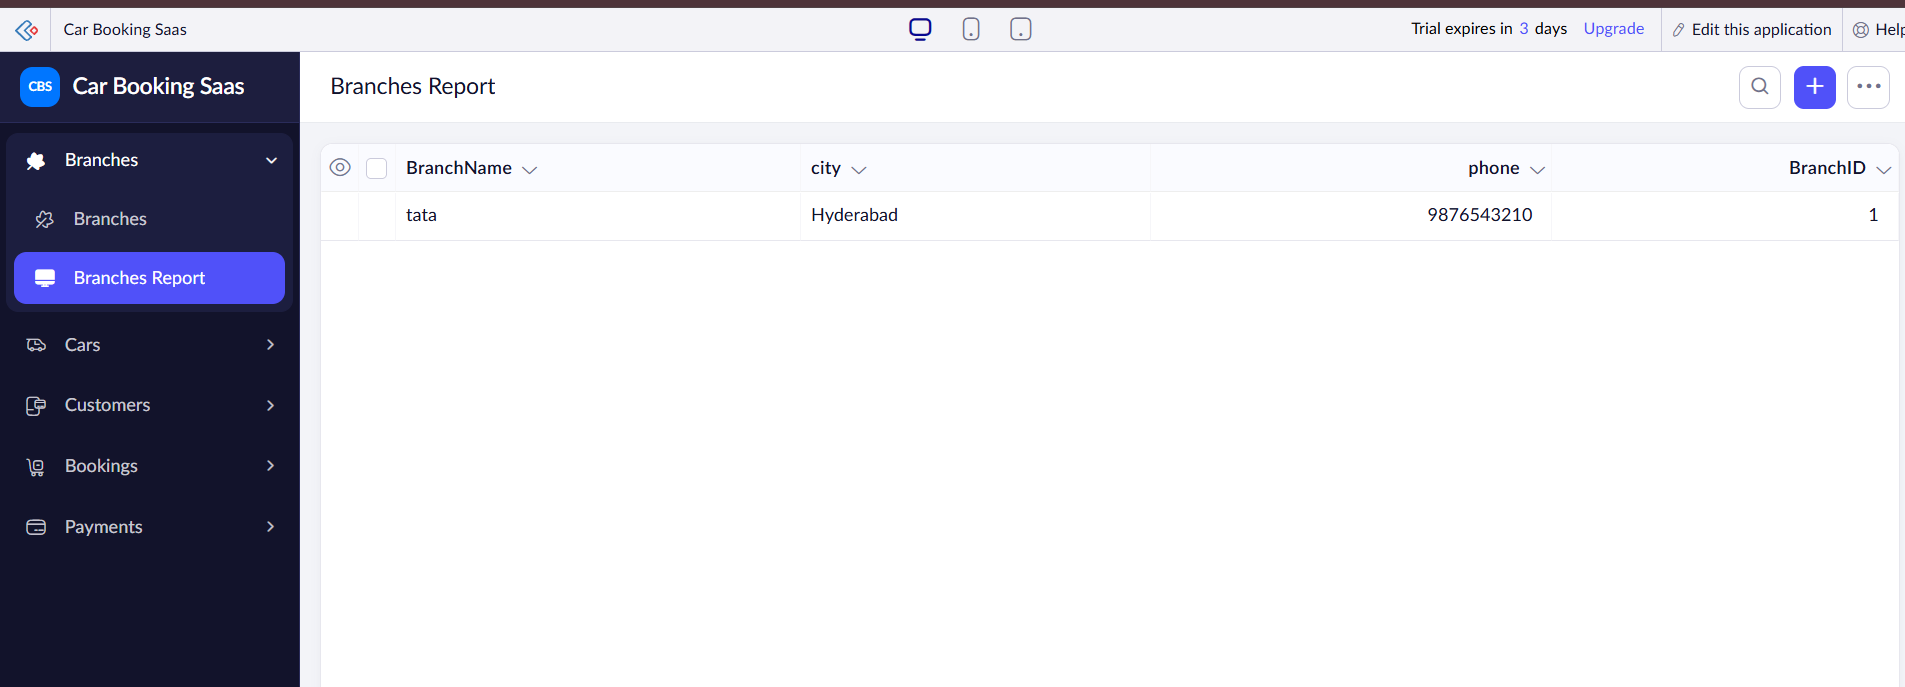 Car Booking Saas
Trial expires in 3 days Upgrade Edit this application Help
CBS Car Booking Saas
Branches Report
Branches
Branches
Branches Report
Cars
Customers
Bookings
Payments
BranchName city phone BranchID
tata Hyderabad 9876543210 1